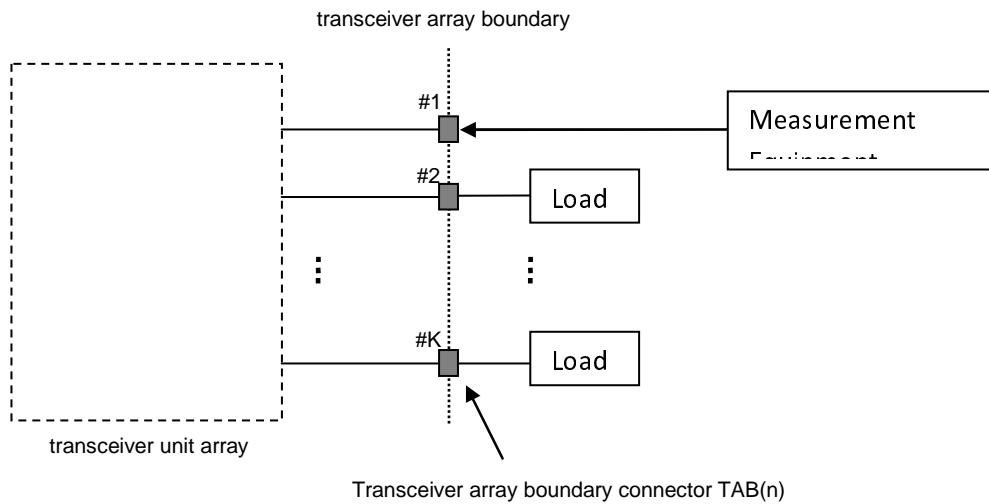 transceiver array boundary
#1
Measurement
#2
Load
#K
Load
transceiver unit array
Transceiver array boundary connector TAB(n)